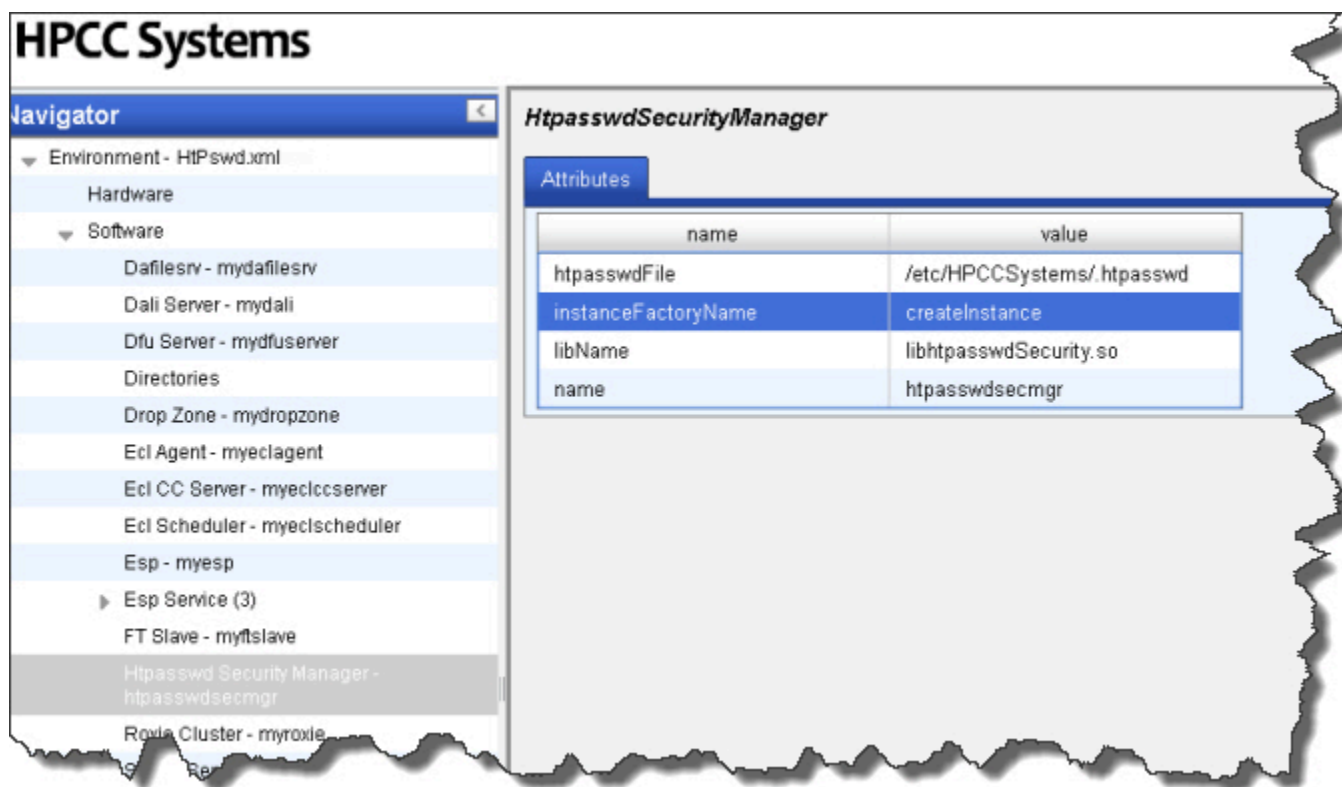 HPCC Systems
Navigator
Environment - HtPswd.xml
Hardware
Software
Dafilesrv - mydafilesrv
Dali Server - mydali
Dfu Server - mydfuserver
Directories
Drop Zone - mydropzone
Ecl Agent - myeclagent
Ecl CC Server - myeclccserver
Ecl Scheduler - myeclscheduler
Esp - myesp
Esp Service (3)
FT Slave - myftslave
Htpasswd Security Manager -
htpasswdsecmgr
Roxie Cluster - myroxie
HtpasswdSecurityManager
Attributes
name value
htpasswdFile /etc/HPCCSystems/.htpasswd
instanceFactoryName createInstance
libName libhtpasswdSecurity.so
name htpasswdsecmgr